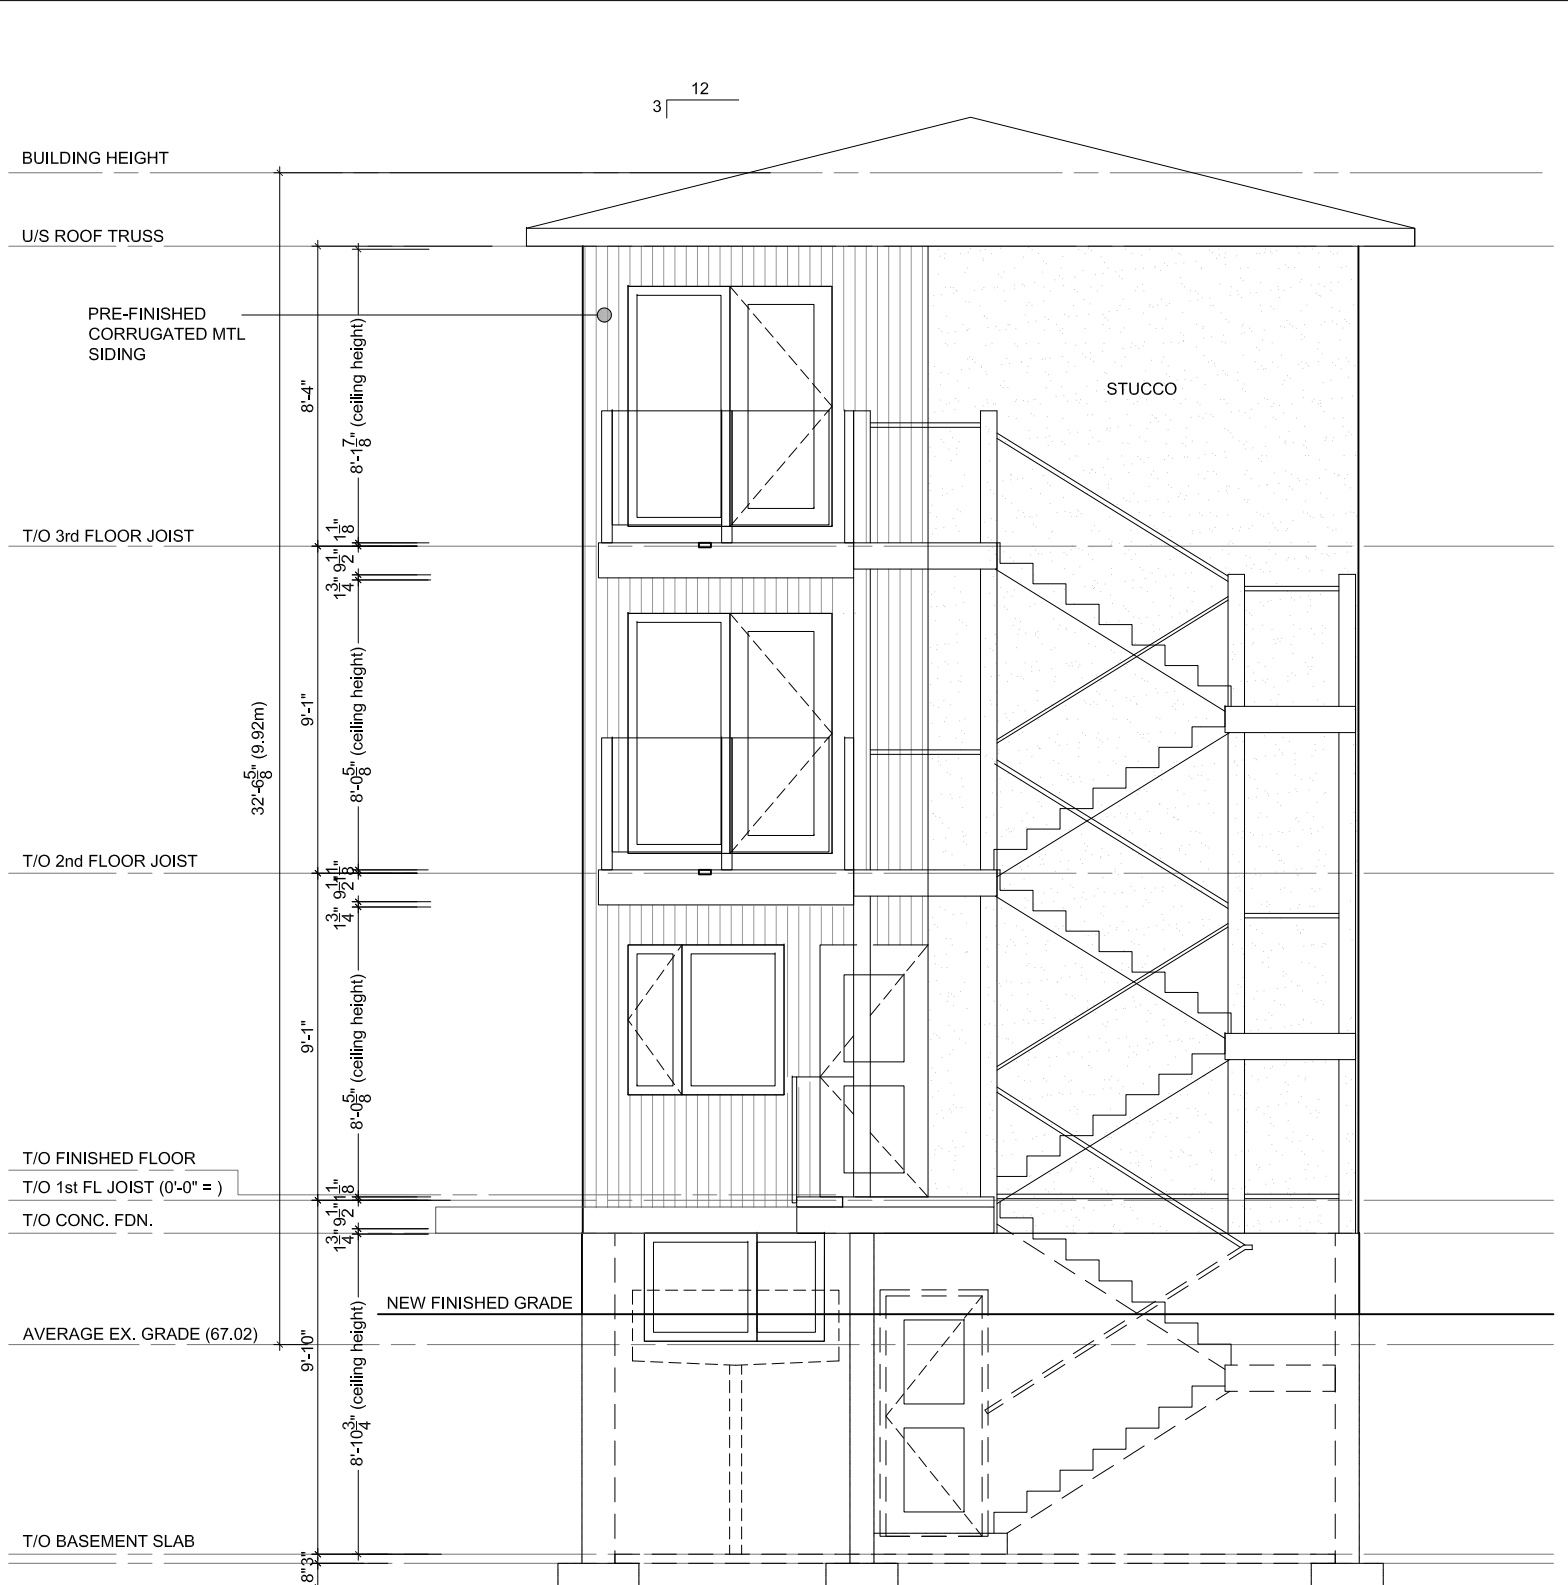 12
3
BUILDING HEIGHT
U/S ROOF TRUSS
PRE-FINISHED
CORRUGATED MTL
SIDING
STUCCO
8'-4"
8'-1 7/8" (ceiling height)
T/O 3rd FLOOR JOIST
1 1/8"
9 1/2"
1 3/4"
9'-1"
8'-0 5/8" (ceiling height)
32'-6 5/8" (9.92m)
T/O 2nd FLOOR JOIST
1 1/8"
9 1/2"
1 3/4"
9'-1"
8'-0 5/8" (ceiling height)
T/O FINISHED FLOOR
T/O 1st FL JOIST (0'-0" = )
1 1/8"
9 1/2"
T/O CONC. FDN.
1 3/4"
NEW FINISHED GRADE
AVERAGE EX. GRADE (67.02)
9'-10"
8'-10 3/4" (ceiling height)
T/O BASEMENT SLAB
3"
8"